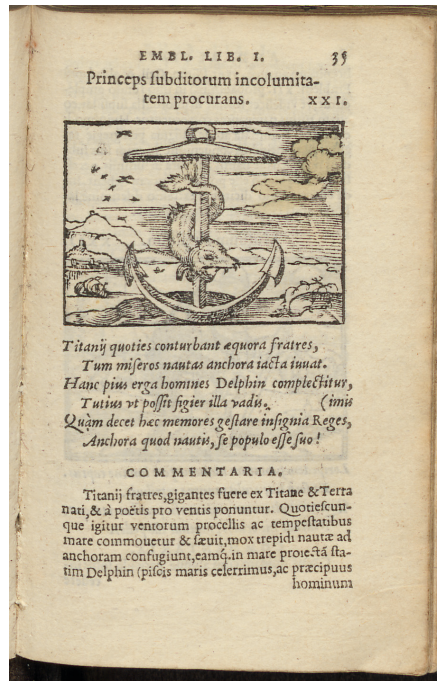 EMBL. LIB. I. 35
Princeps ſubditorum incolumita-
tem procurans. XXI.
Titanij quoties conturbant æquora fratres,
Tum miſeros nautas anchora iacta iuuat.
Hanc pius erga homines Delphin complectitur,
Tutius vt poſſit figier illa vadis. (imis
Quàm decet hæc memores geſtare inſignia Reges,
Anchora quod nautis, ſe populo eſſe ſuo!
COMMENTARIA.
Titanij fratres, gigantes fuere ex Titane & Terra
nati, & à poëtis pro ventis ponuntur. Quotieſcun-
que igitur ventorum procellis ac tempeſtatibus
mare commouetur & ſæuit, mox trepidi nautæ ad
anchoram confugiunt, eamq́. in mare proiectã ſta-
tim Delphin (piſcis maris celerrimus, ac præcipuus
hominum